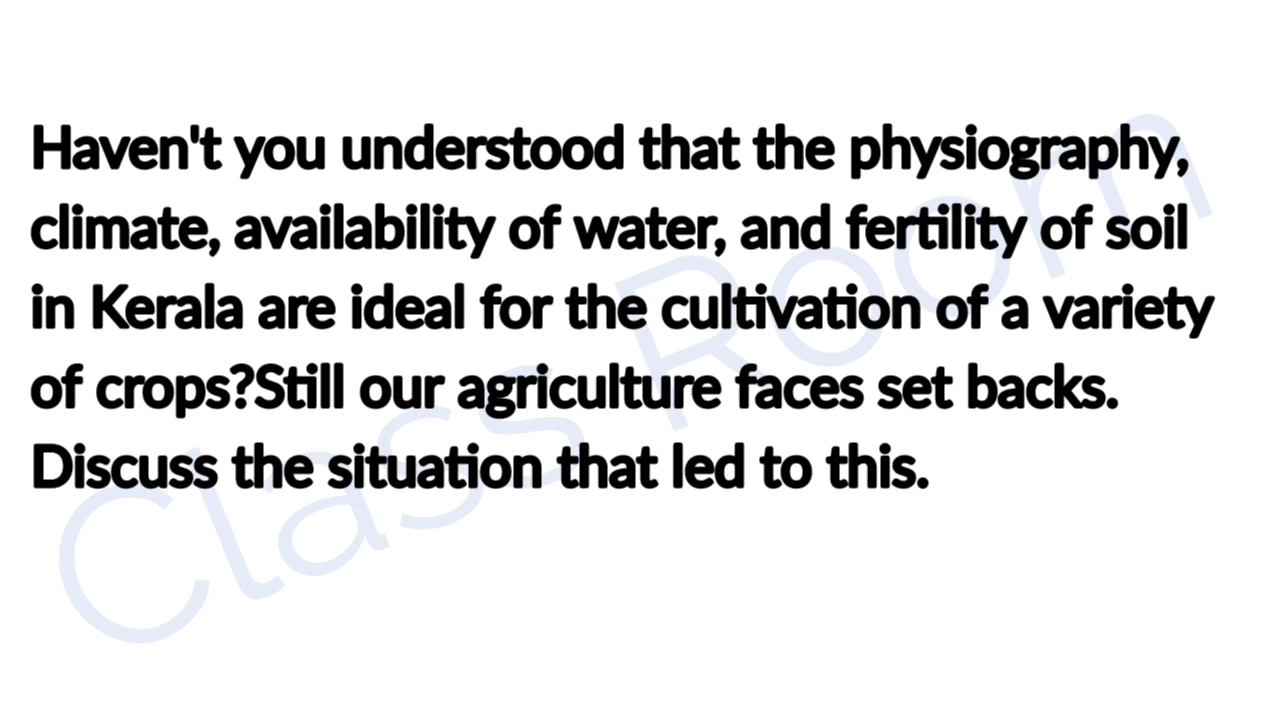 Haven't you understood that the physiography,
climate, availability of water, and fertility of soil
in Kerala are ideal for the cultivation of a variety
of crops?Still our agriculture faces set backs.
Discuss the situation that led to this.
Class Room